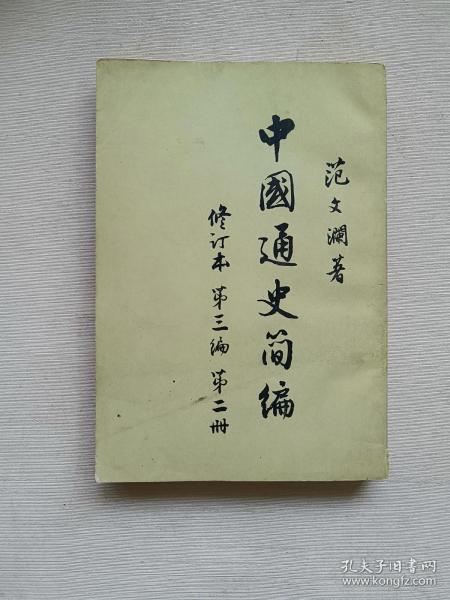 范文瀾著
中國通史简编
修订本 第三编 第二册
孔夫子旧书网
www.kongfz.com